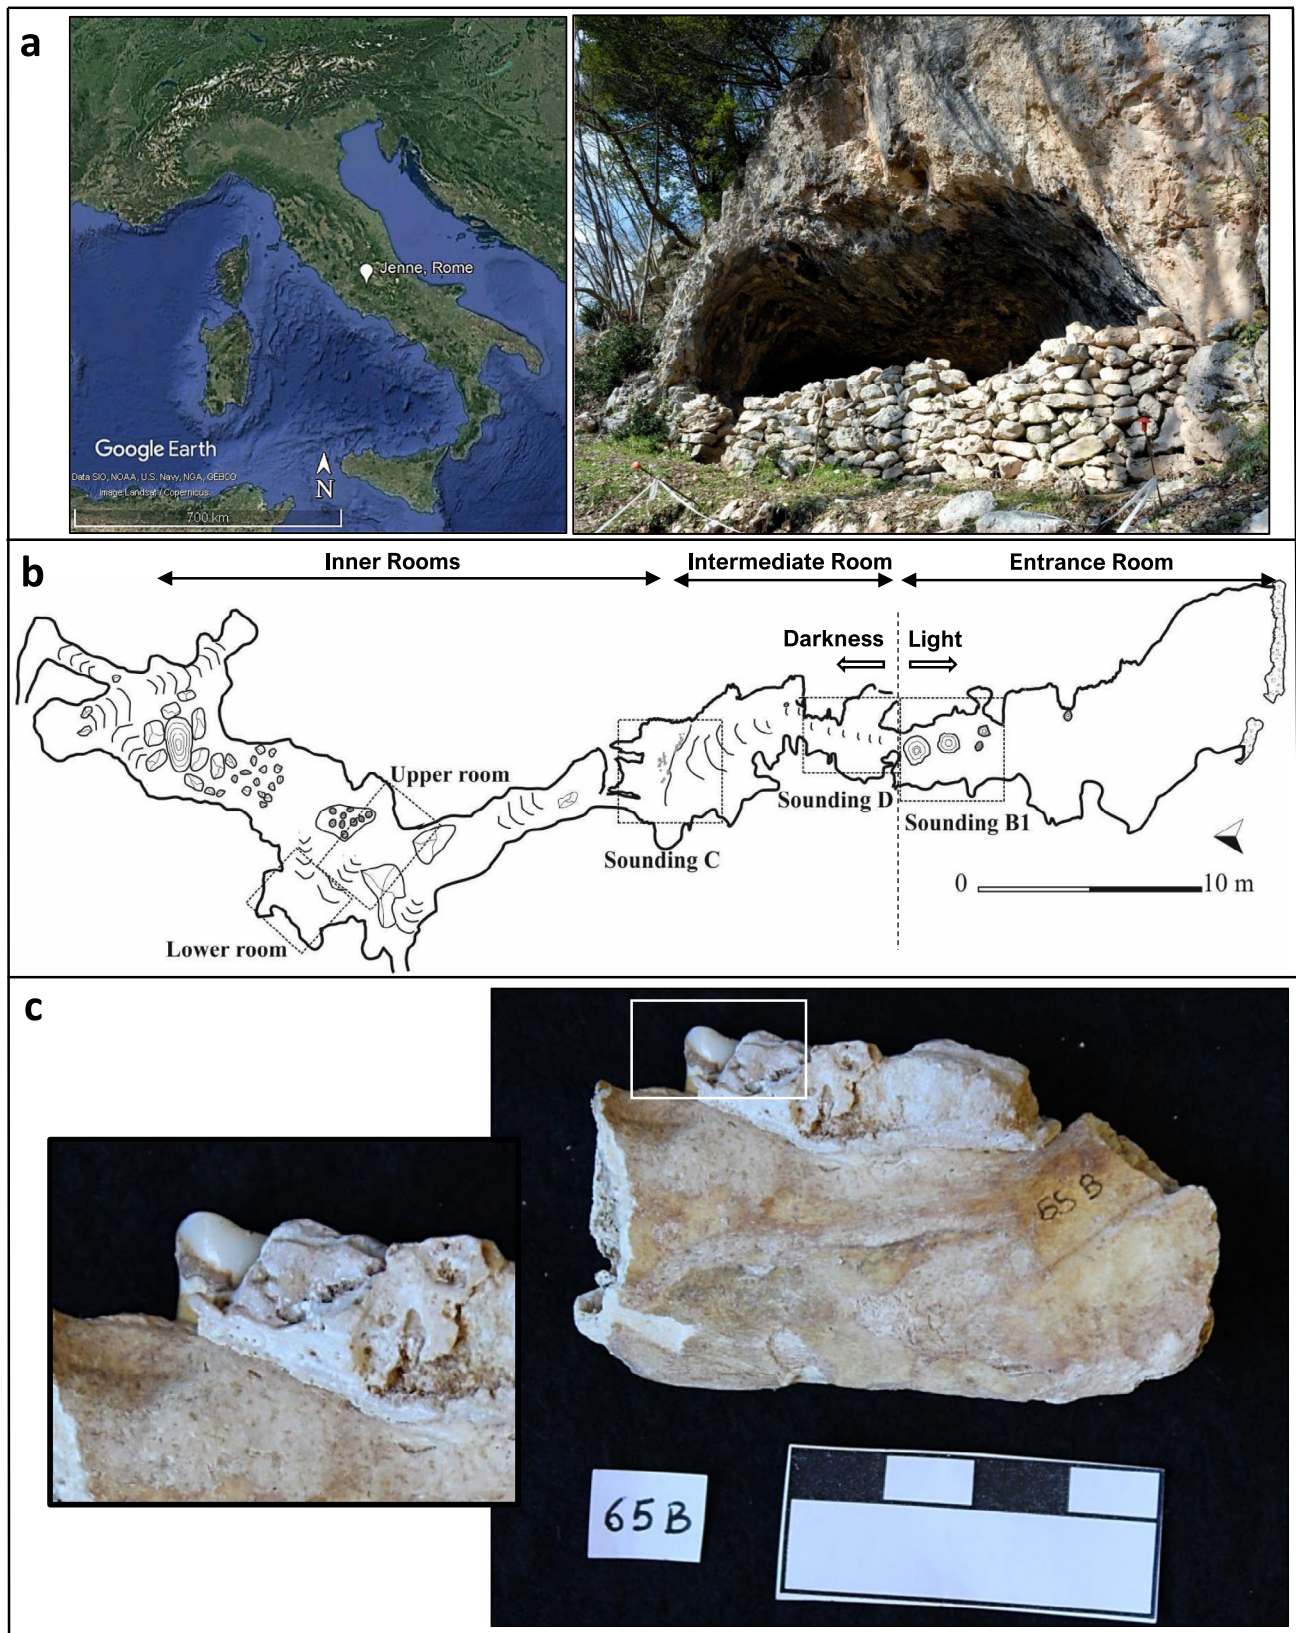 a
Jenne, Rome
Google Earth
Data SIO, NOAA, U.S. Navy, NGA, GEBCO
Image Landsat / Copernicus
N
700 km
b
Inner Rooms
Intermediate Room
Entrance Room
Darkness
Light
Upper room
Sounding D
Sounding B1
Sounding C
0
10 m
Lower room
c
65 B
65 B